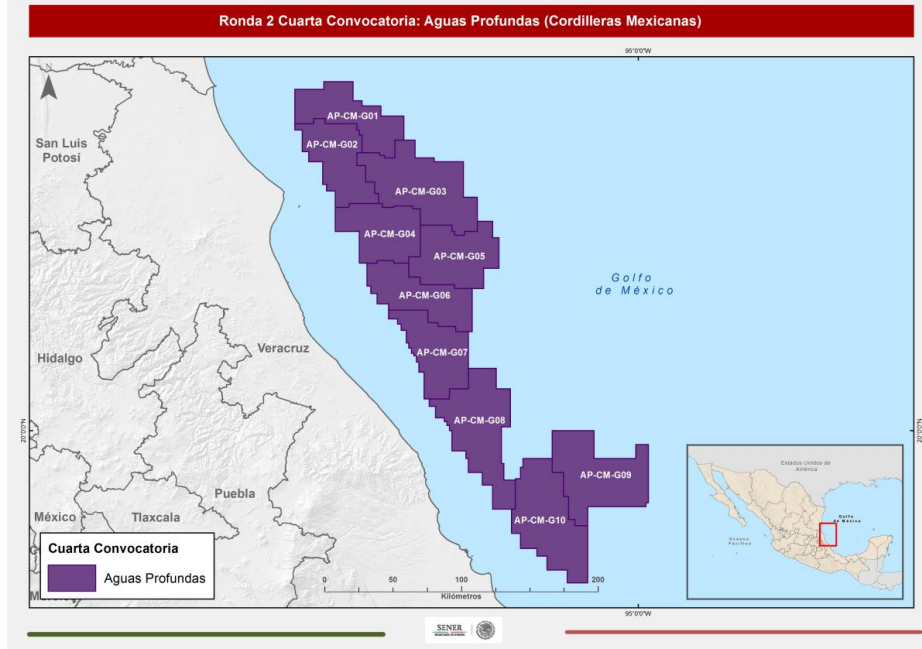 Ronda 2 Cuarta Convocatoria: Aguas Profundas (Cordilleras Mexicanas)
95°0'0"W
N
AP-CM-G01
AP-CM-G02
San Luis
Potosí
AP-CM-G03
AP-CM-G04
AP-CM-G05
Golfo
de México
AP-CM-G06
Veracruz
AP-CM-G07
Hidalgo
AP-CM-G08
20°0'0"N
20°0'0"N
AP-CM-G09
Estados Unidos de
América
Puebla
México
Tlaxcala
AP-CM-G10
Golfo
de México
Océano
Pacífico
Cuarta Convocatoria
Aguas Profundas
0 50 100 200
Kilómetros
95°0'0"W
SENER